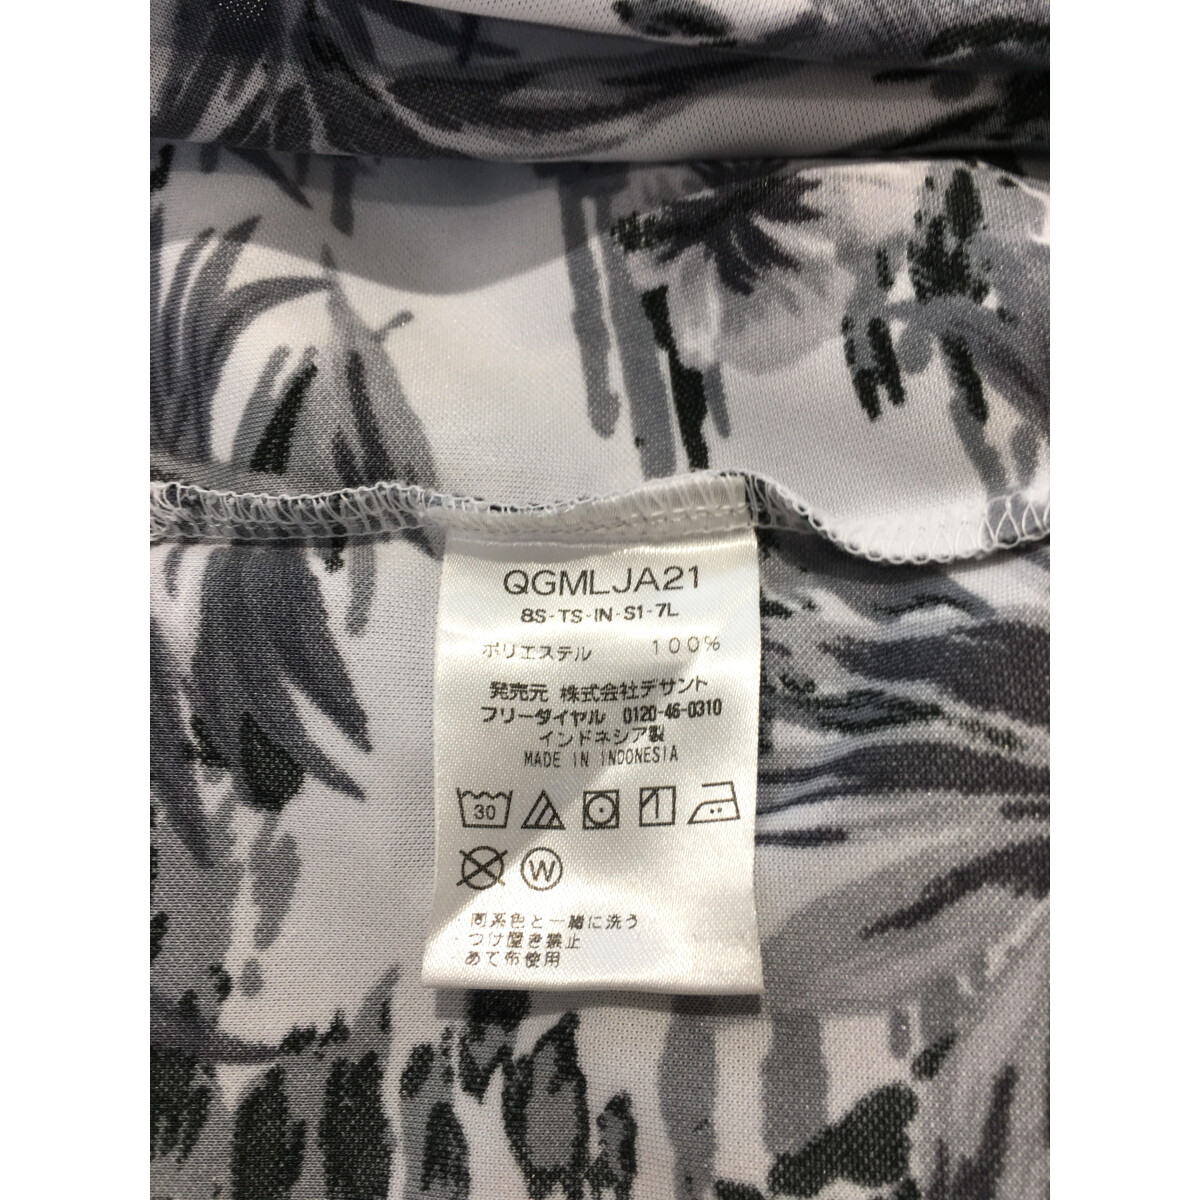 QGMLJA21
8S-TS-IN-S1-7L
ポリエステル 100%
発売元 株式会社デサント
フリーダイヤル 0120-46-0310
インドネシア製
MADE IN INDONESIA
30
W
・同系色と一緒に洗う
・つけ置き禁止
・あて布使用